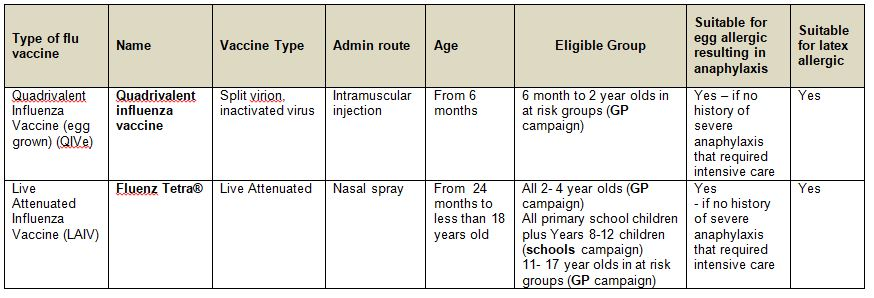 Type of flu vaccine
Name
Vaccine Type
Admin route
Age
Eligible Group
Suitable for egg allergic resulting in anaphylaxis
Suitable for latex allergic
Quadrivalent
Influenza
Vaccine (egg
grown) (QIVe)
Quadrivalent
influenza
vaccine
Split virion,
inactivated virus
Intramuscular
injection
From 6
months
6 month to 2 year olds in
at risk groups (GP
campaign)
Yes – if no
history of
severe
anaphylaxis
that required
intensive care
Yes
Live
Attenuated
Influenza
Vaccine (LAIV)
Fluenz Tetra®
Live Attenuated
Nasal spray
From 24
months to
less than 18
years old
All 2- 4 year olds (GP
campaign)
All primary school children
plus Years 8-12 children
(schools campaign)
11- 17 year olds in at risk
groups (GP campaign)
Yes
- if no history
of severe
anaphylaxis
that required
intensive care
Yes